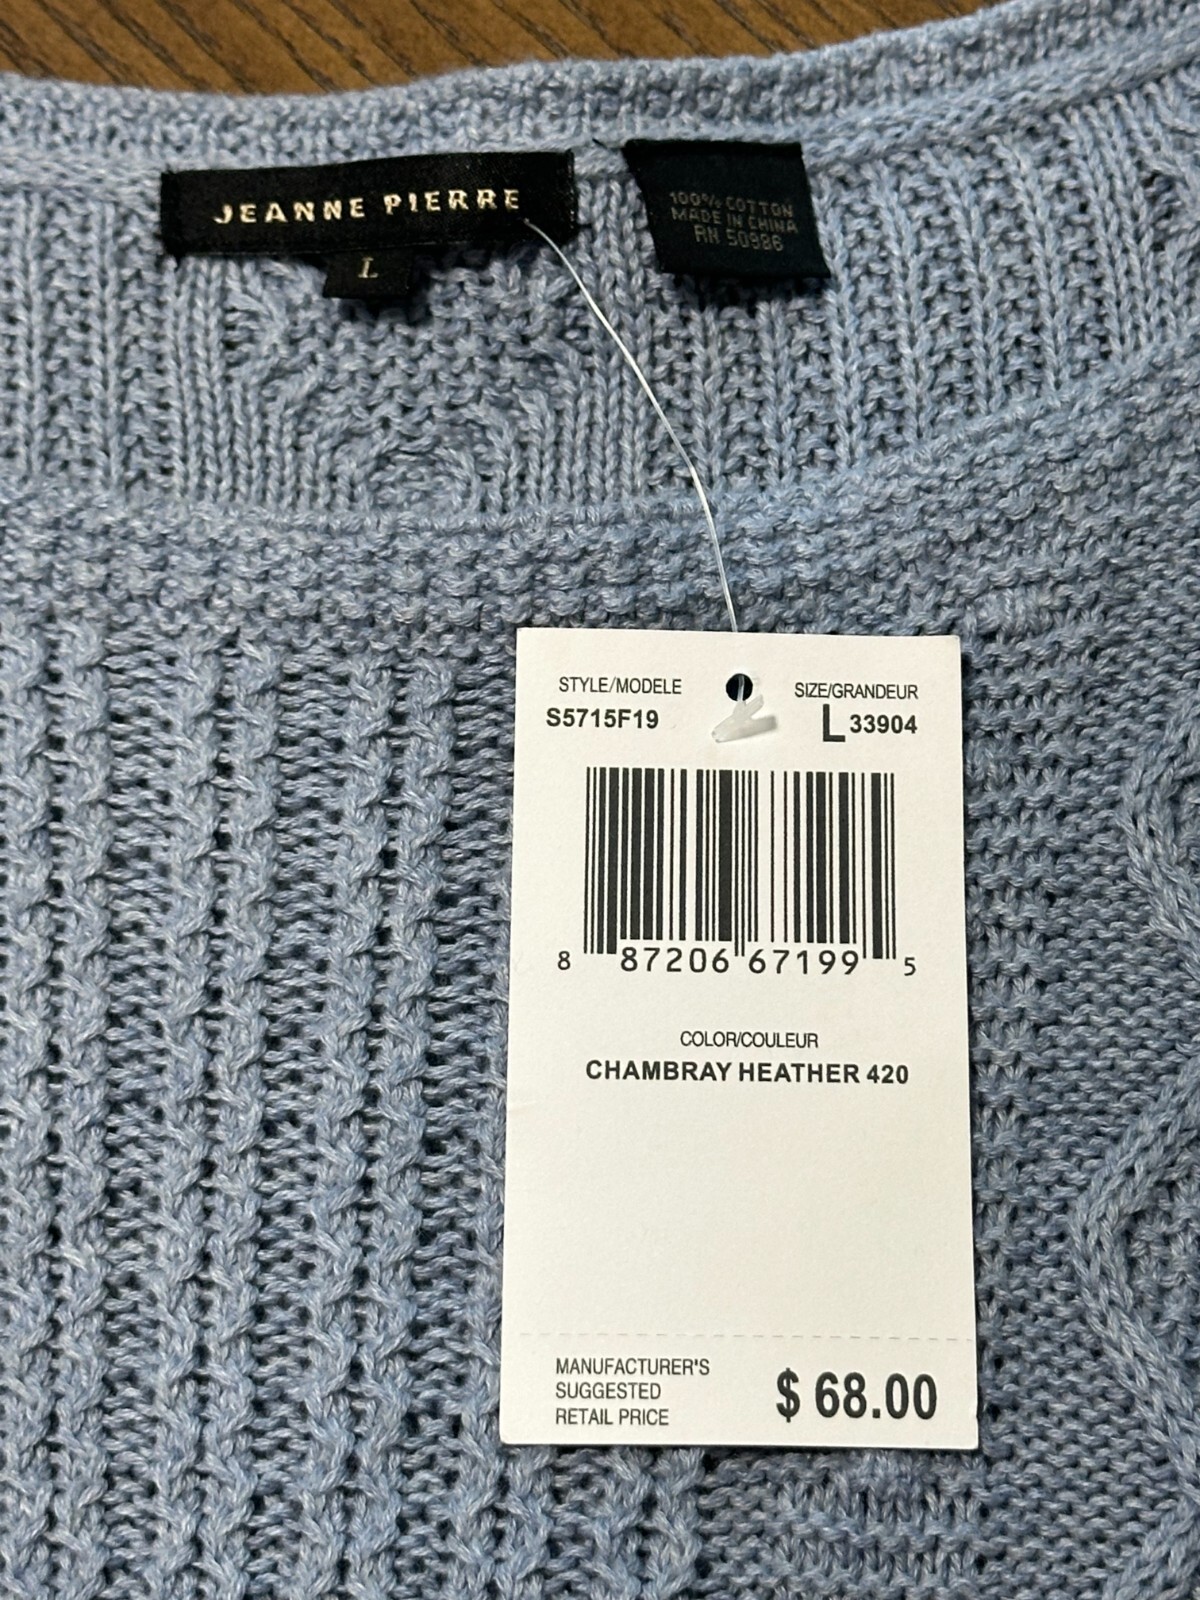 JEANNE PIERRE
L
100% COTTON
MADE IN CHINA
RN 50986
STYLE/MODELE
S5715F19
SIZE/GRANDEUR
L 33904
8 87206 67199 5
COLOR/COULEUR
CHAMBRAY HEATHER 420
MANUFACTURER'S
SUGGESTED
RETAIL PRICE
$ 68.00